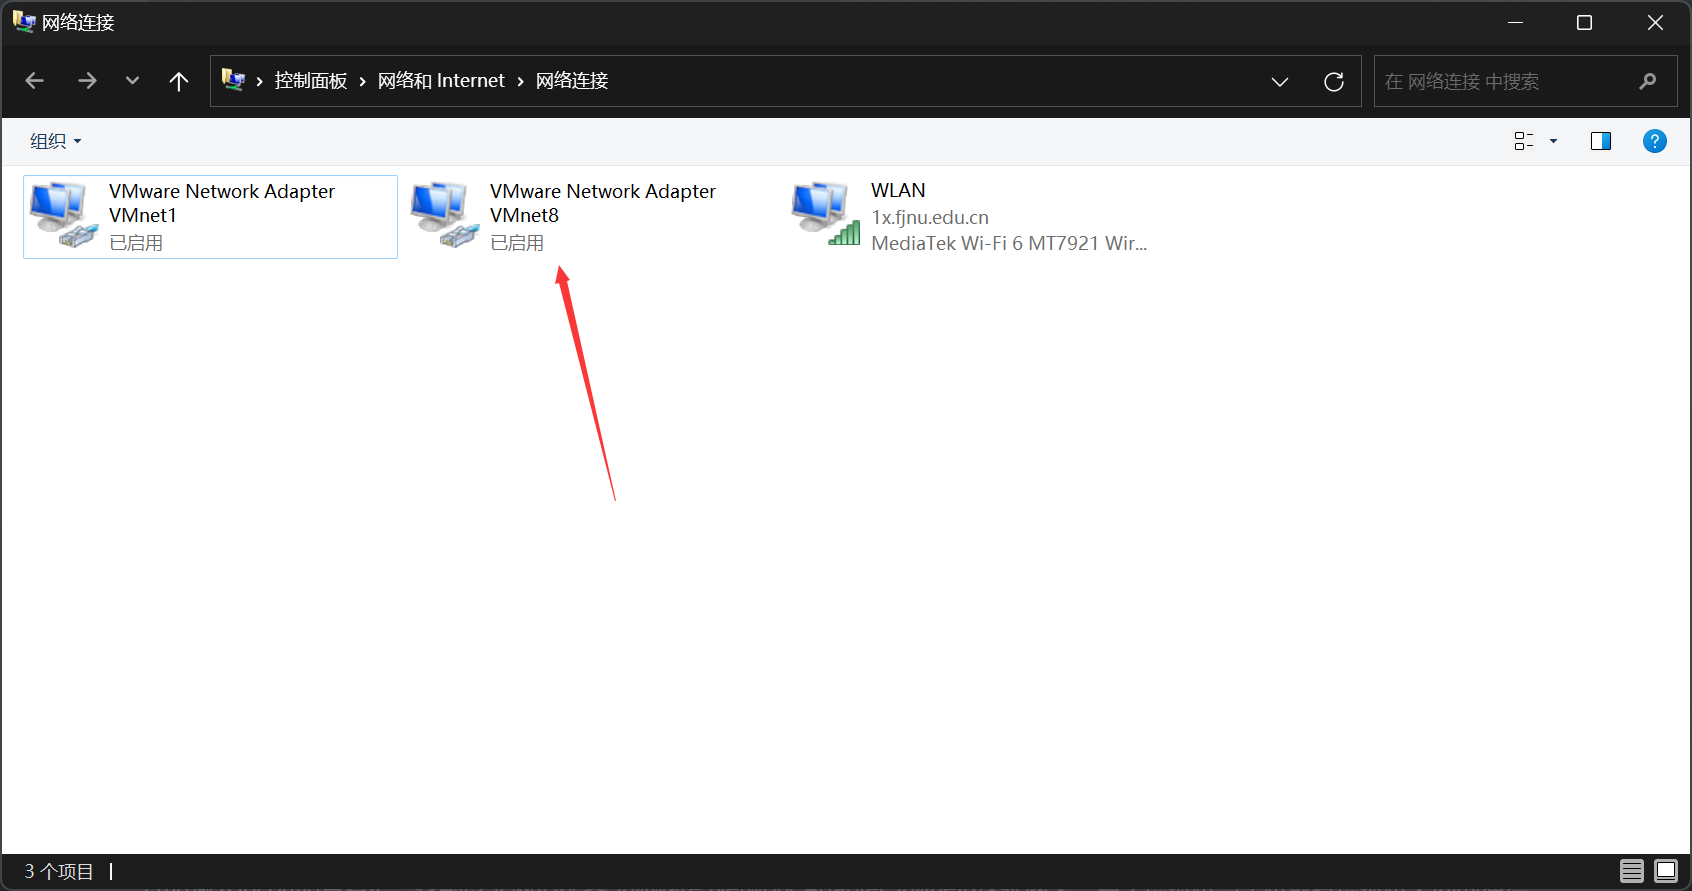 网络连接
控制面板 › 网络和 Internet › 网络连接
在 网络连接 中搜索
组织
?
VMware Network Adapter
VMnet1
已启用
VMware Network Adapter
VMnet8
已启用
WLAN
1x.fjnu.edu.cn
MediaTek Wi-Fi 6 MT7921 Wir...
3 个项目